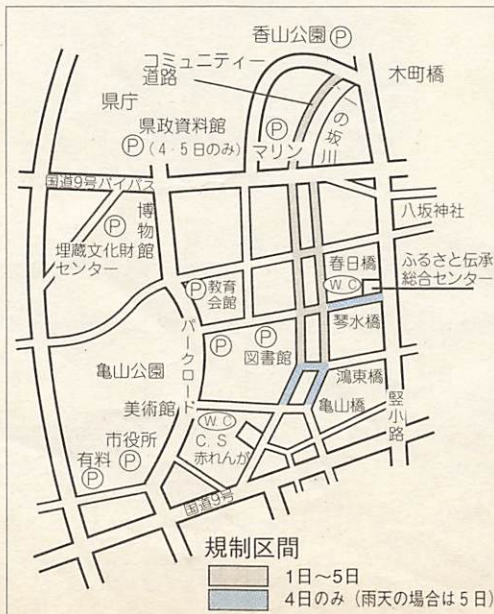 香山公園 Ⓟ
コミュニティー
道路
木町橋
一の坂川
県庁
県政資料館
Ⓟ(4・5日のみ)
Ⓟ
マリン
国道9号バイパス
博物館
八坂神社
Ⓟ
埋蔵文化財
センター
春日橋
ふるさと伝承
総合センター
W C
Ⓟ教育
会館
琴水橋
パークロード
Ⓟ
Ⓟ
図書館
亀山公園
鴻東橋
美術館
亀山橋
竪小路
W.C
市役所
C.S
赤れんが
有料 Ⓟ
Ⓟ
国道9号
規制区間
1日～5日
4日のみ (雨天の場合は5日)